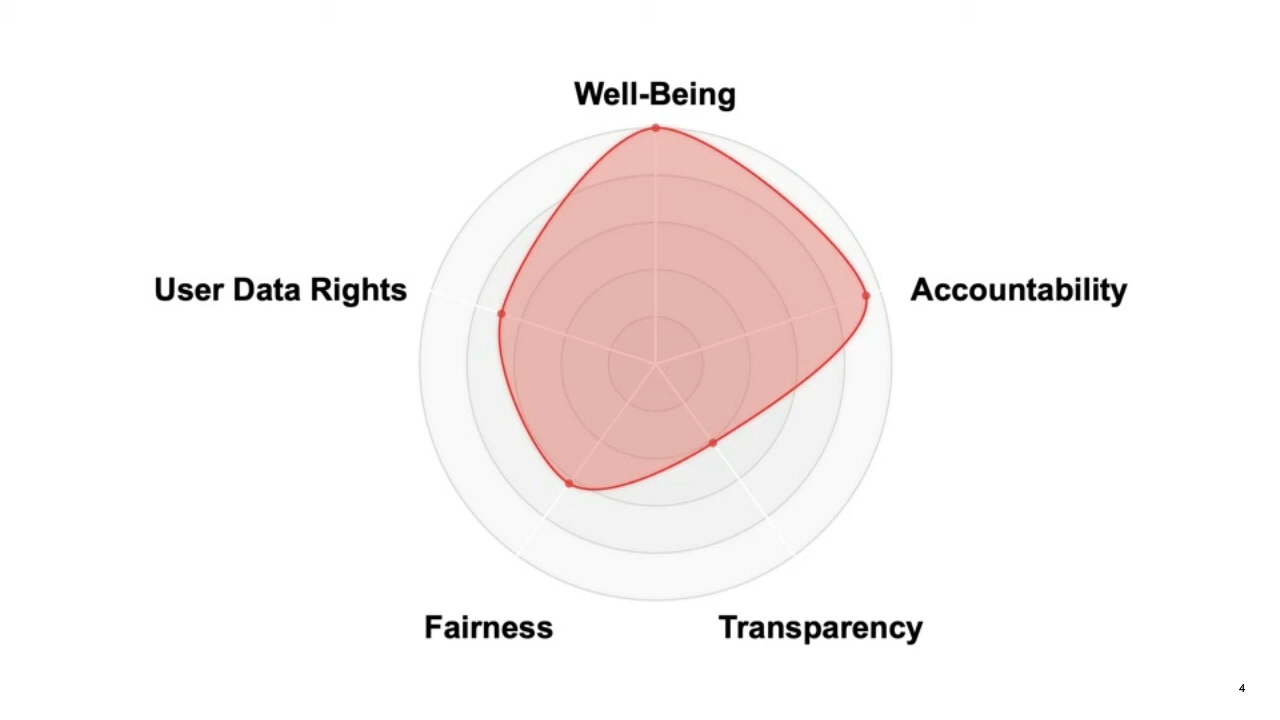 Well-Being
User Data Rights
Accountability
Fairness
Transparency
4